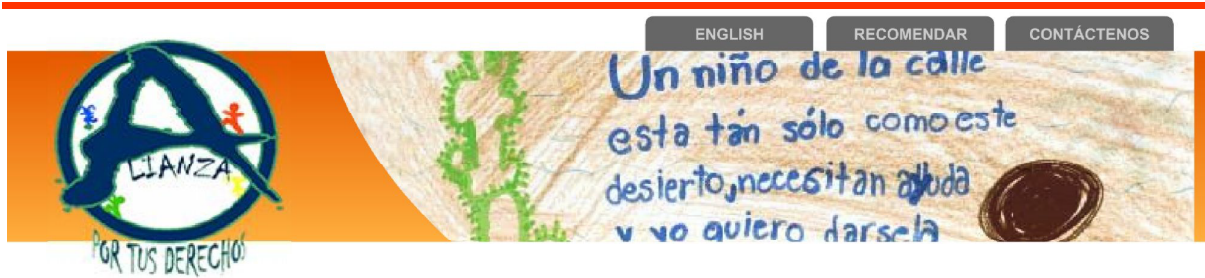 ENGLISH
RECOMENDAR
CONTÁCTENOS
Un niño de la calle
esta tán sólo como este
desierto, necesitan ayuda
y yo quiero darsela
ALIANZA
POR TUS DERECHOS